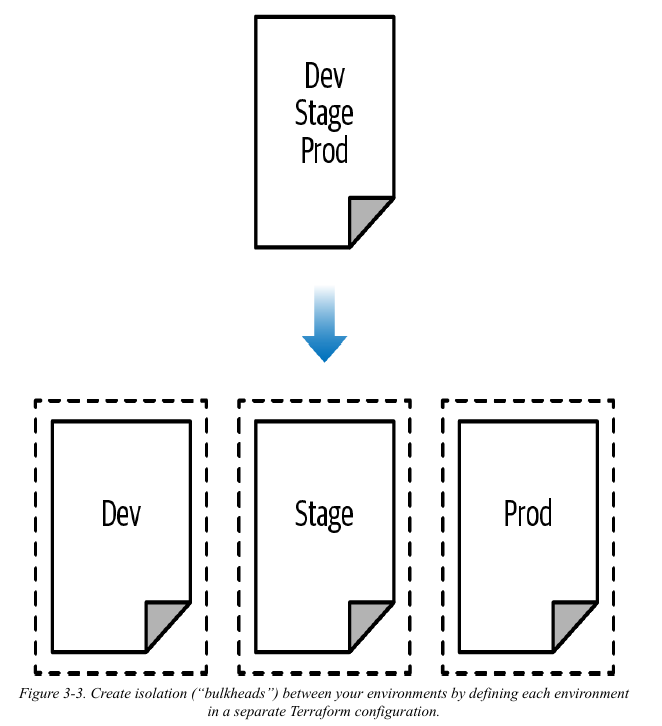 Dev
Stage
Prod
Dev
Stage
Prod
Figure 3-3. Create isolation (“bulkheads”) between your environments by defining each environment
in a separate Terraform configuration.